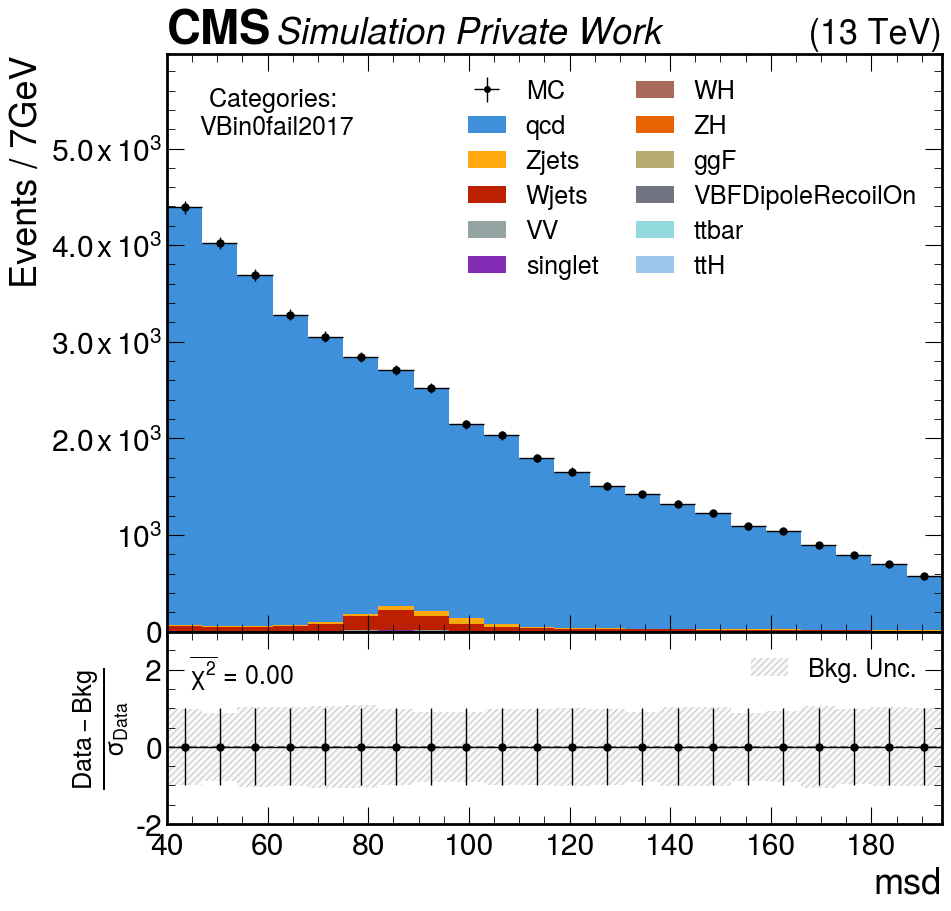 CMS Simulation Private Work (13 TeV)
Events / 7GeV
Categories:
VBin0fail2017
MC
qcd
Zjets
Wjets
VV
singlet
WH
ZH
ggF
VBFDipoleRecoilOn
ttbar
ttH
5.0 x 10³
4.0 x 10³
3.0 x 10³
2.0 x 10³
10³
0
Data – Bkg
σData
χ² = 0.00
Bkg. Unc.
2
0
-2
40 60 80 100 120 140 160 180
msd